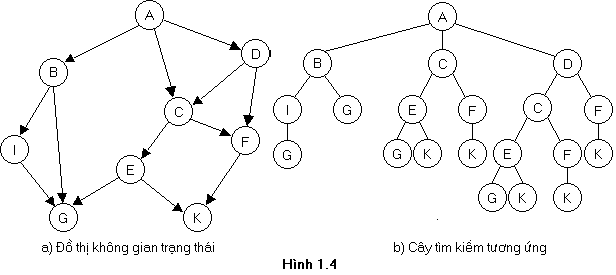 A
B
D
C
I
F
E
G
K
a) Đồ thị không gian trạng thái
A
B
C
D
I
G
E
F
C
F
G
G
K
K
E
F
K
G
K
K
b) Cây tìm kiếm tương ứng
Hình 1.4